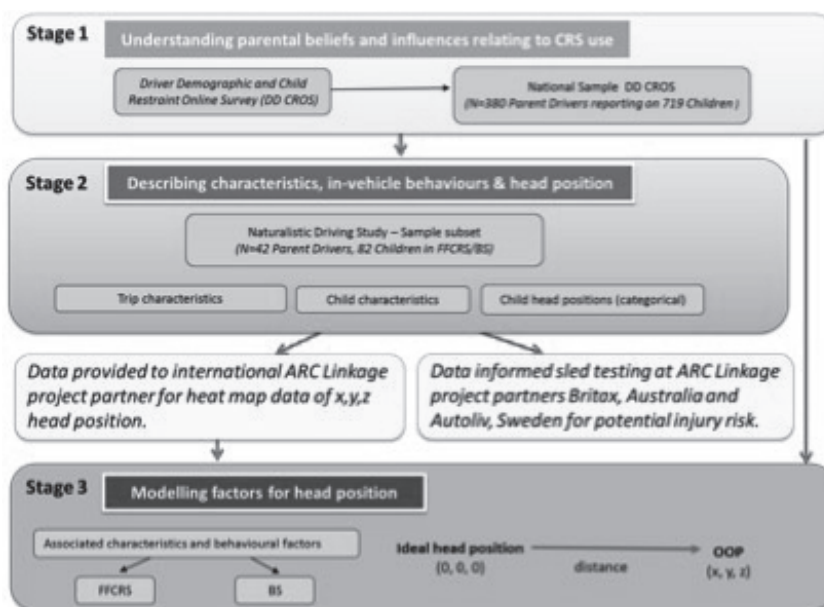 Stage 1
Understanding parental beliefs and influences relating to CRS use
Driver Demographic and Child
Restraint Online Survey (DD CROS)
National Sample DD CROS
(N=380 Parent Drivers reporting on 719 Children )
Stage 2
Describing characteristics, in-vehicle behaviours & head position
Naturalistic Driving Study – Sample subset
(N=42 Parent Drivers, 82 Children in FFCRS/BS)
Trip characteristics
Child characteristics
Child head positions (categorical)
Data provided to international ARC Linkage
project partner for heat map data of x,y,z
head position.
Data informed sled testing at ARC Linkage
project partners Britax, Australia and
Autoliv, Sweden for potential injury risk.
Stage 3
Modelling factors for head position
Associated characteristics and behavioural factors
FFCRS
BS
Ideal head position
(0, 0, 0)
distance
OOP
(x, y, z)